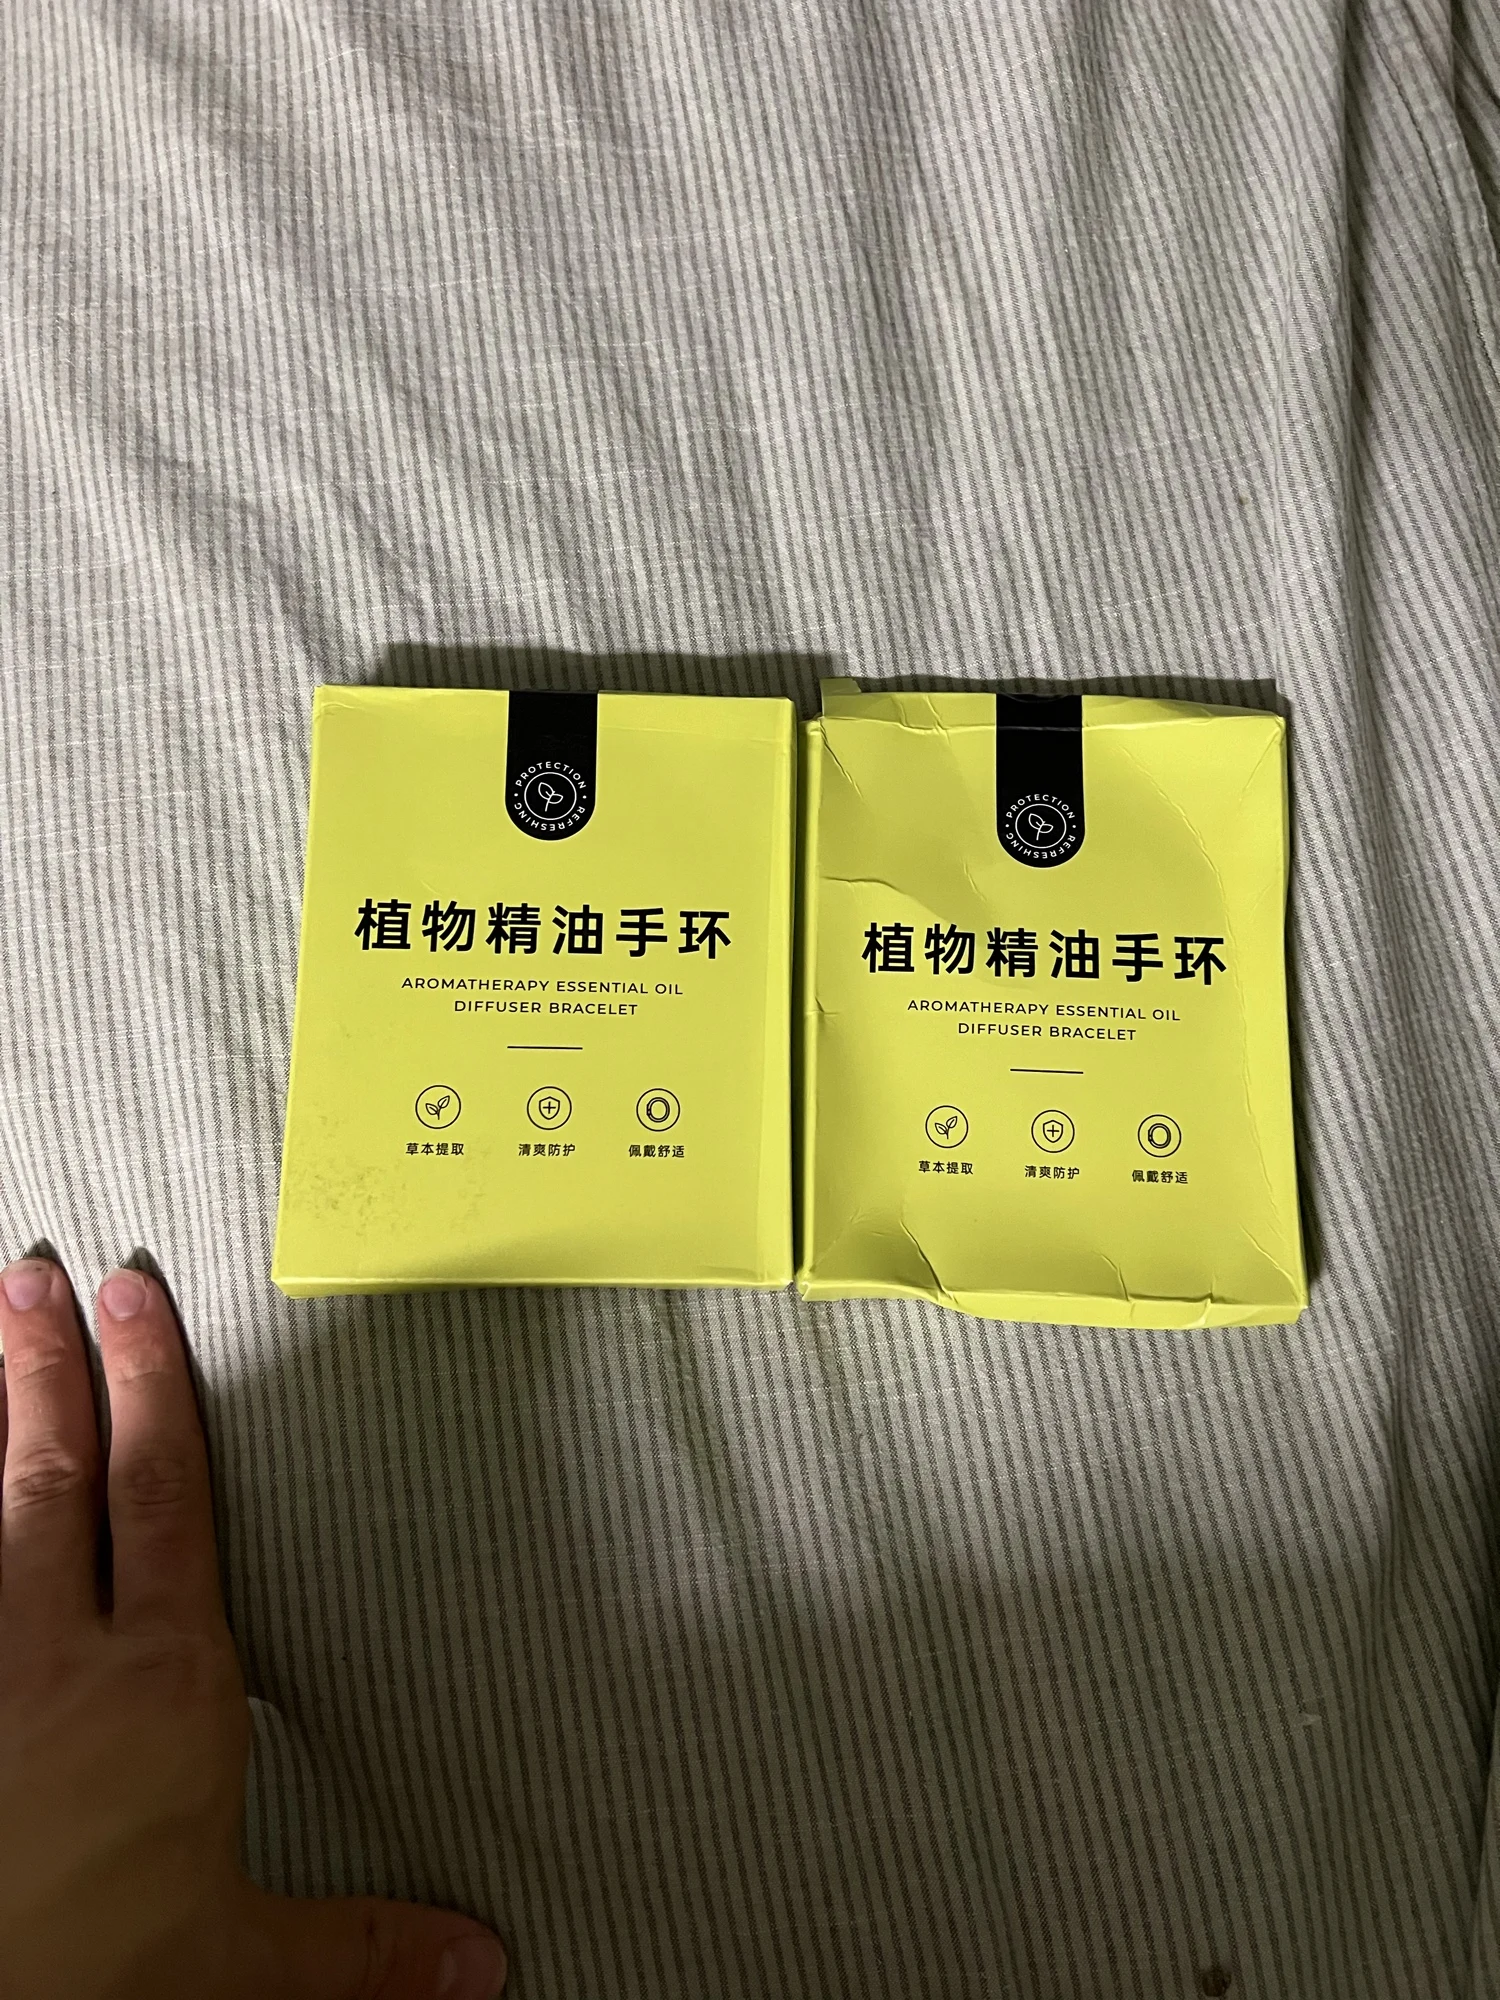 PROTECTION • REFRESHING •
植物精油手环
AROMATHERAPY ESSENTIAL OIL
DIFFUSER BRACELET
草本提取
清爽防护
佩戴舒适
PROTECTION • REFRESHING •
植物精油手环
AROMATHERAPY ESSENTIAL OIL
DIFFUSER BRACELET
草本提取
清爽防护
佩戴舒适